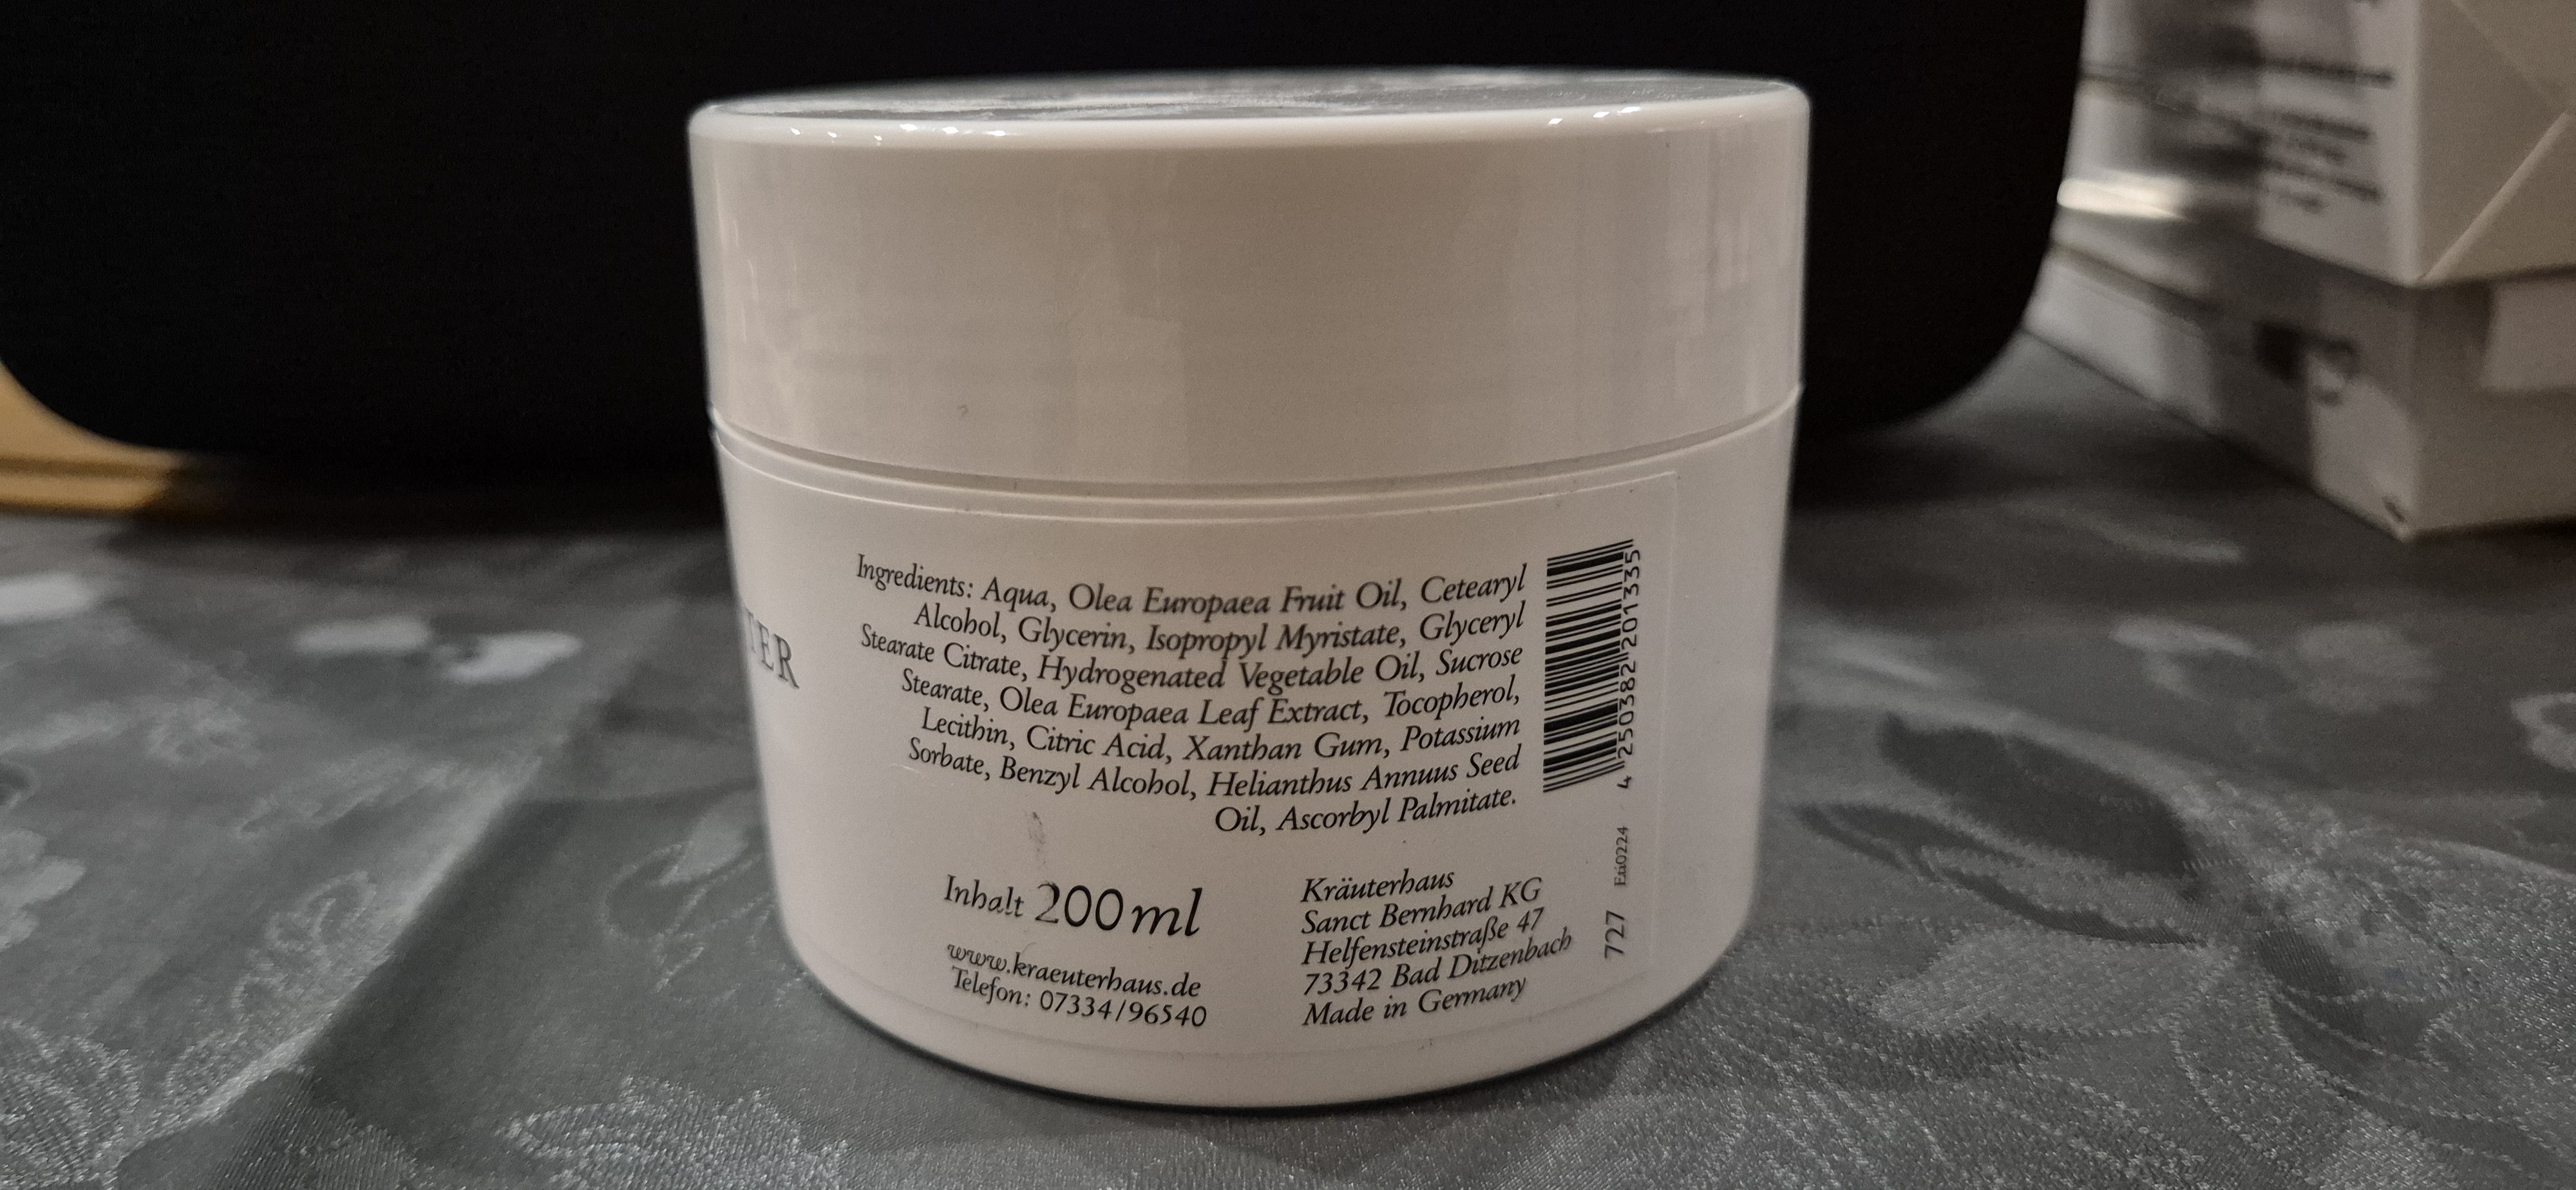 TER
Ingredients: Aqua, Olea Europaea Fruit Oil, Cetearyl
Alcohol, Glycerin, Isopropyl Myristate, Glyceryl
Stearate Citrate, Hydrogenated Vegetable Oil, Sucrose
Stearate, Olea Europaea Leaf Extract, Tocopherol,
Lecithin, Citric Acid, Xanthan Gum, Potassium
Sorbate, Benzyl Alcohol, Helianthus Annuus Seed
Oil, Ascorbyl Palmitate.
4 250382 201335
Inhalt 200 ml
www.kraeuterhaus.de
Telefon: 07334/96540
Kräuterhaus
Sanct Bernhard KG
Helfensteinstraße 47
73342 Bad Ditzenbach
Made in Germany
727